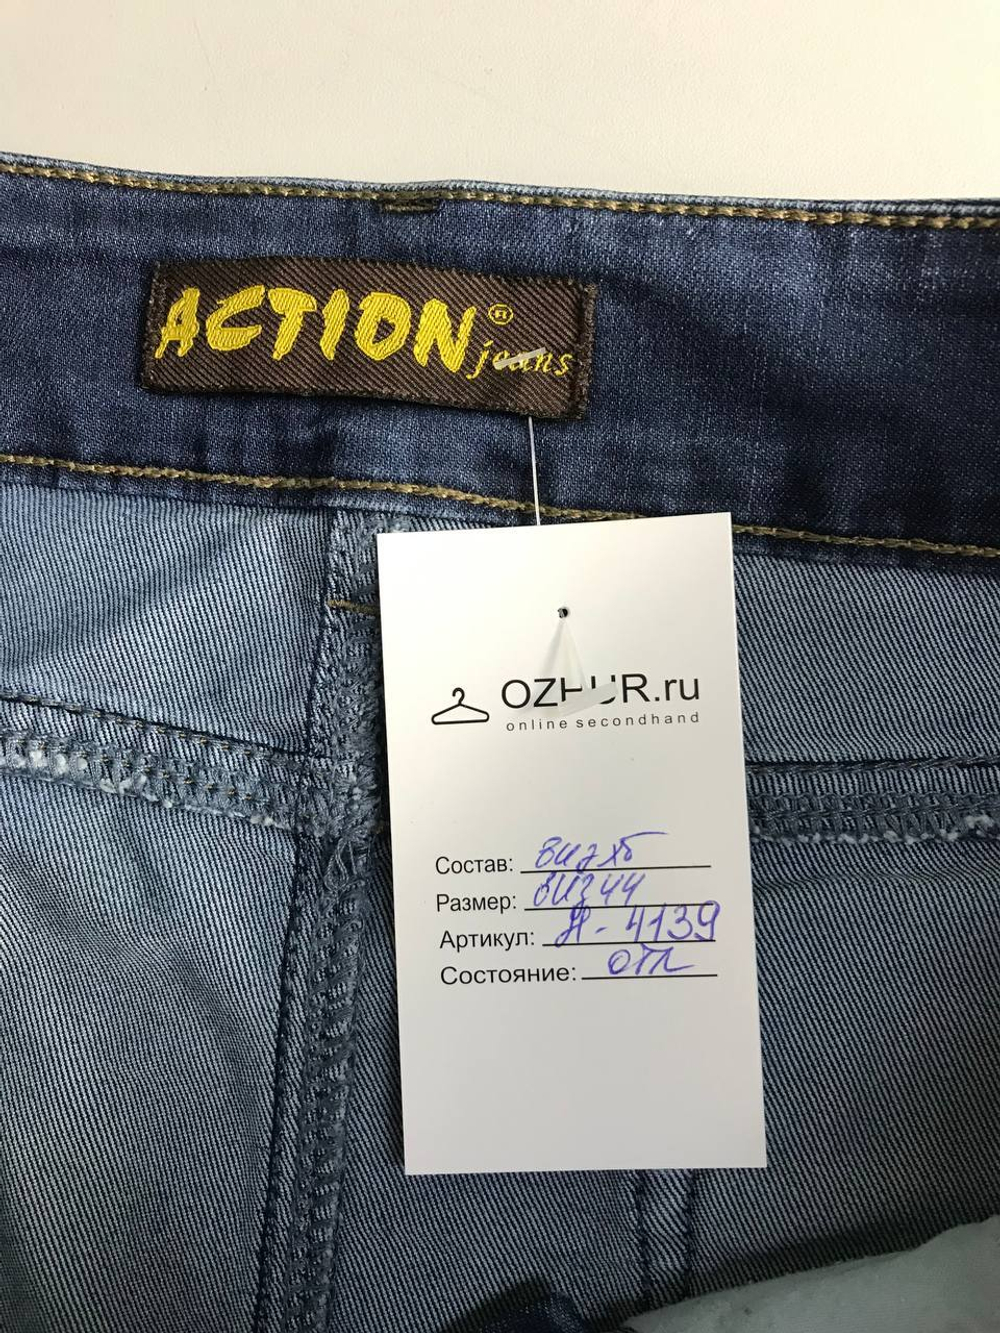 ACTION®
jeans
OZHUR.ru
online secondhand
Состав: виз хб
Размер: виз 44
Артикул: Я-4139
Состояние: отл